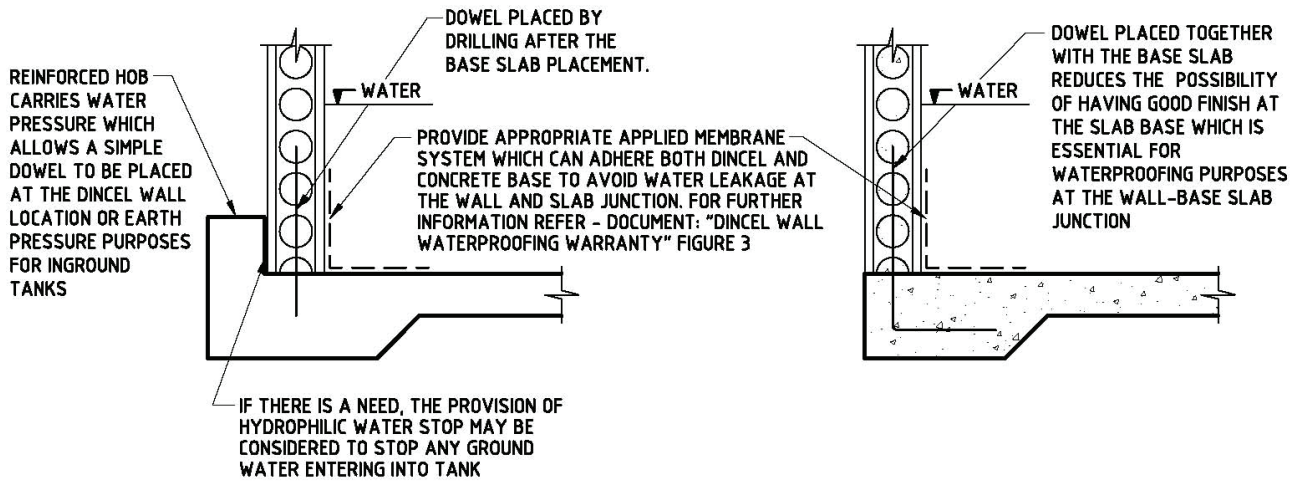 DOWEL PLACED BY
DRILLING AFTER THE
BASE SLAB PLACEMENT.
REINFORCED HOB
CARRIES WATER
PRESSURE WHICH
ALLOWS A SIMPLE
DOWEL TO BE PLACED
AT THE DINCEL WALL
LOCATION OR EARTH
PRESSURE PURPOSES
FOR INGROUND
TANKS
WATER
PROVIDE APPROPRIATE APPLIED MEMBRANE
SYSTEM WHICH CAN ADHERE BOTH DINCEL AND
CONCRETE BASE TO AVOID WATER LEAKAGE AT
THE WALL AND SLAB JUNCTION. FOR FURTHER
INFORMATION REFER - DOCUMENT: "DINCEL WALL
WATERPROOFING WARRANTY" FIGURE 3
WATER
DOWEL PLACED TOGETHER
WITH THE BASE SLAB
REDUCES THE POSSIBILITY
OF HAVING GOOD FINISH AT
THE SLAB BASE WHICH IS
ESSENTIAL FOR
WATERPROOFING PURPOSES
AT THE WALL-BASE SLAB
JUNCTION
IF THERE IS A NEED, THE PROVISION OF
HYDROPHILIC WATER STOP MAY BE
CONSIDERED TO STOP ANY GROUND
WATER ENTERING INTO TANK